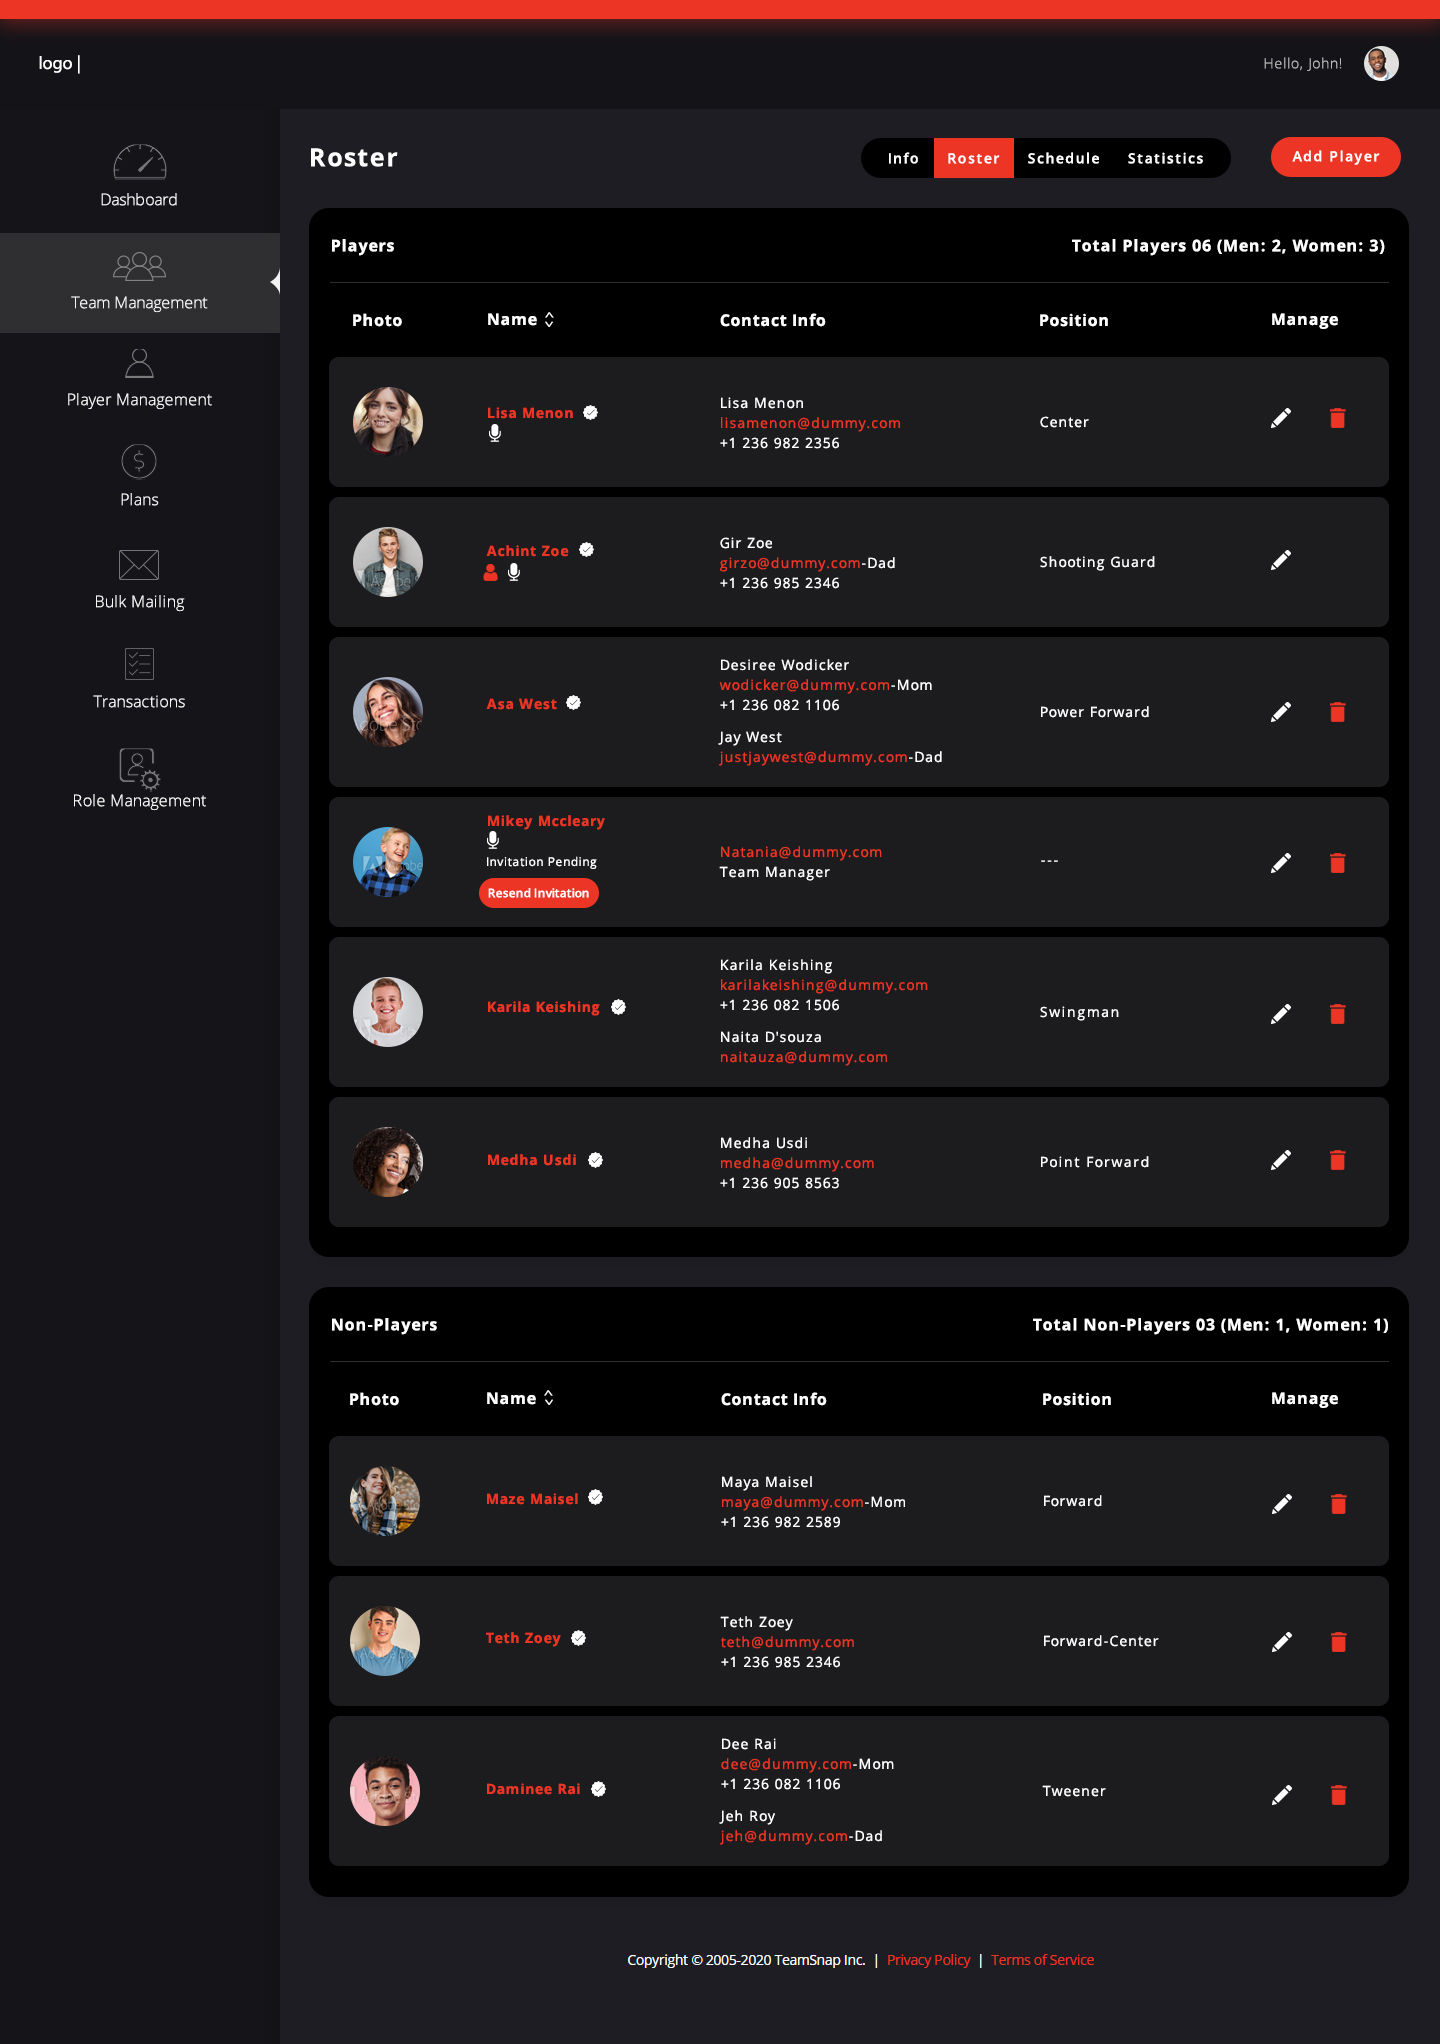 logo |
Hello, John!
Dashboard
Team Management
Player Management
Plans
Bulk Mailing
Transactions
Role Management
Roster
Info Roster Schedule Statistics
Add Player
Players
Total Players 06 (Men: 2, Women: 3)
Photo Name Contact Info Position Manage
Lisa Menon
Lisa Menon
lisamenon@dummy.com
+1 236 982 2356
Center
Achint Zoe
Gir Zoe
girzo@dummy.com-Dad
+1 236 985 2346
Shooting Guard
Asa West
Desiree Wodicker
wodicker@dummy.com-Mom
+1 236 082 1106
Jay West
justjaywest@dummy.com-Dad
Power Forward
Mikey Mccleary
Invitation Pending
Resend Invitation
Natania@dummy.com
Team Manager
---
Karila Keishing
Karila Keishing
karilakeishing@dummy.com
+1 236 082 1506
Naita D'souza
naitauza@dummy.com
Swingman
Medha Usdi
Medha Usdi
medha@dummy.com
+1 236 905 8563
Point Forward
Non-Players
Total Non-Players 03 (Men: 1, Women: 1)
Photo Name Contact Info Position Manage
Maze Maisel
Maya Maisel
maya@dummy.com-Mom
+1 236 982 2589
Forward
Teth Zoey
Teth Zoey
teth@dummy.com
+1 236 985 2346
Forward-Center
Daminee Rai
Dee Rai
dee@dummy.com-Mom
+1 236 082 1106
Jeh Roy
jeh@dummy.com-Dad
Tweener
Copyright © 2005-2020 TeamSnap Inc. | Privacy Policy | Terms of Service